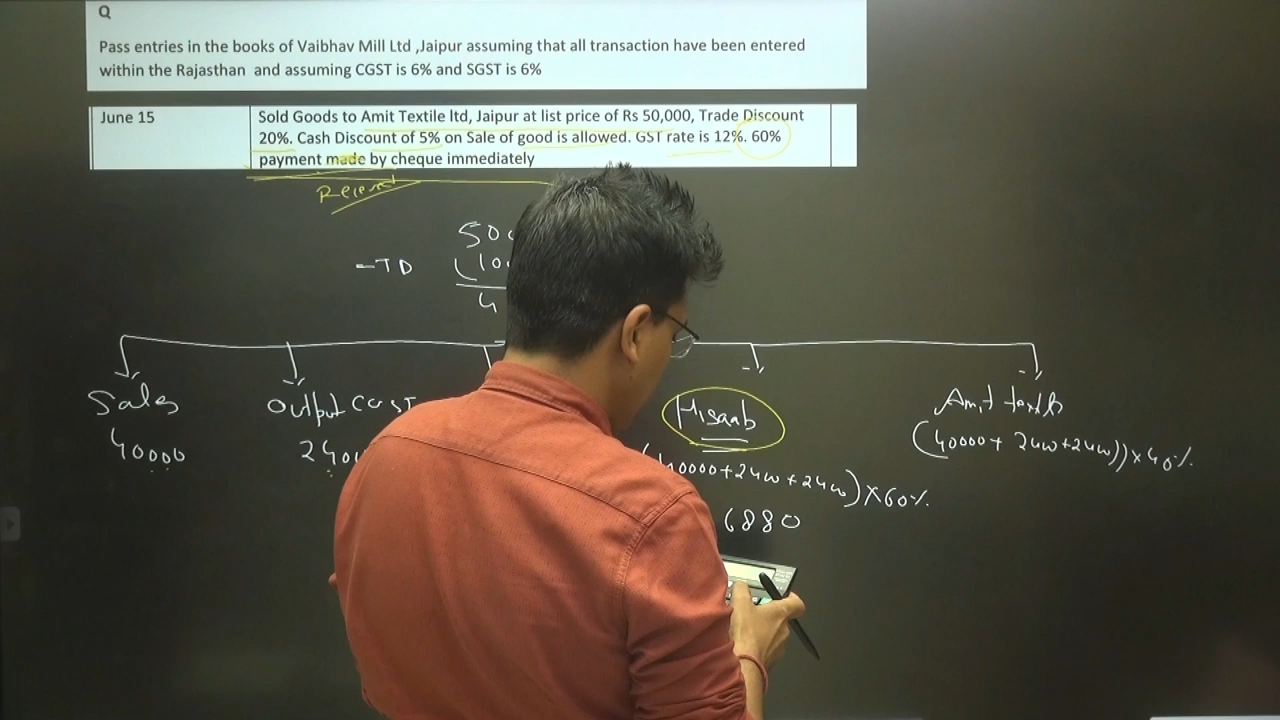 Q
Pass entries in the books of Vaibhav Mill Ltd ,Jaipur assuming that all transaction have been entered
within the Rajasthan and assuming CGST is 6% and SGST is 6%
June 15
Sold Goods to Amit Textile ltd, Jaipur at list price of Rs 50,000, Trade Discount
20%. Cash Discount of 5% on Sale of good is allowed. GST rate is 12%. 60%
payment made by cheque immediately
-TD
Sales
Output CGST
Hisaab
40000
(40000+2400+2400)×60%
(40000+2400+2400))×40%
6880